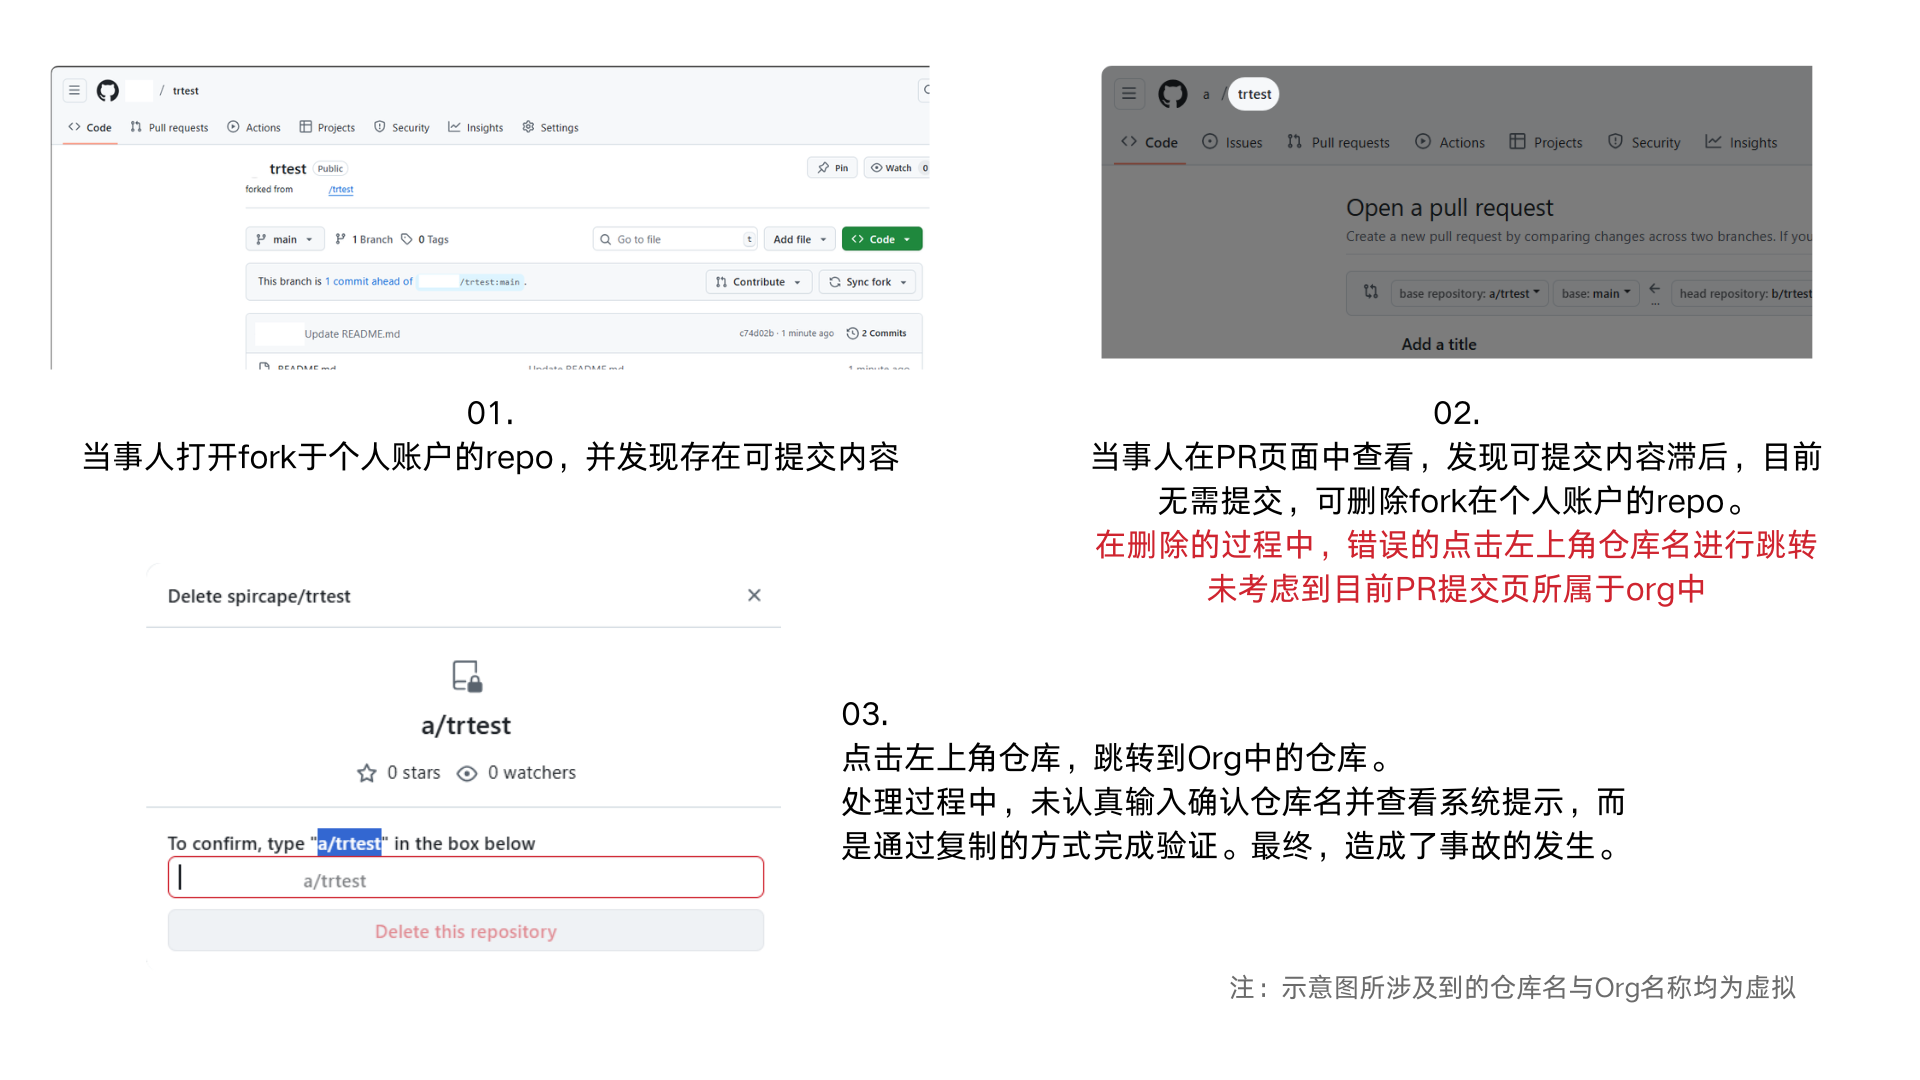 / trtest
Code Pull requests Actions Projects Security Insights Settings
trtest Public
Pin Watch 0
forked from /trtest
main 1 Branch 0 Tags Go to file t Add file Code
This branch is 1 commit ahead of /trtest:main . Contribute Sync fork
Update README.md c74d02b · 1 minute ago 2 Commits
README.md Update README.md 1 minute ago
01.
当事人打开fork于个人账户的repo，并发现存在可提交内容
a / trtest
Code Issues Pull requests Actions Projects Security Insights
Open a pull request
Create a new pull request by comparing changes across two branches. If you
base repository: a/trtest base: main ← ... head repository: b/trtest
Add a title
02.
当事人在PR页面中查看，发现可提交内容滞后，目前
无需提交，可删除fork在个人账户的repo。
在删除的过程中，错误的点击左上角仓库名进行跳转
未考虑到目前PR提交页所属于org中
Delete spircape/trtest
a/trtest
0 stars 0 watchers
To confirm, type "a/trtest" in the box below
a/trtest
Delete this repository
03.
点击左上角仓库，跳转到Org中的仓库。
处理过程中，未认真输入确认仓库名并查看系统提示，而
是通过复制的方式完成验证。最终，造成了事故的发生。
注：示意图所涉及到的仓库名与Org名称均为虚拟